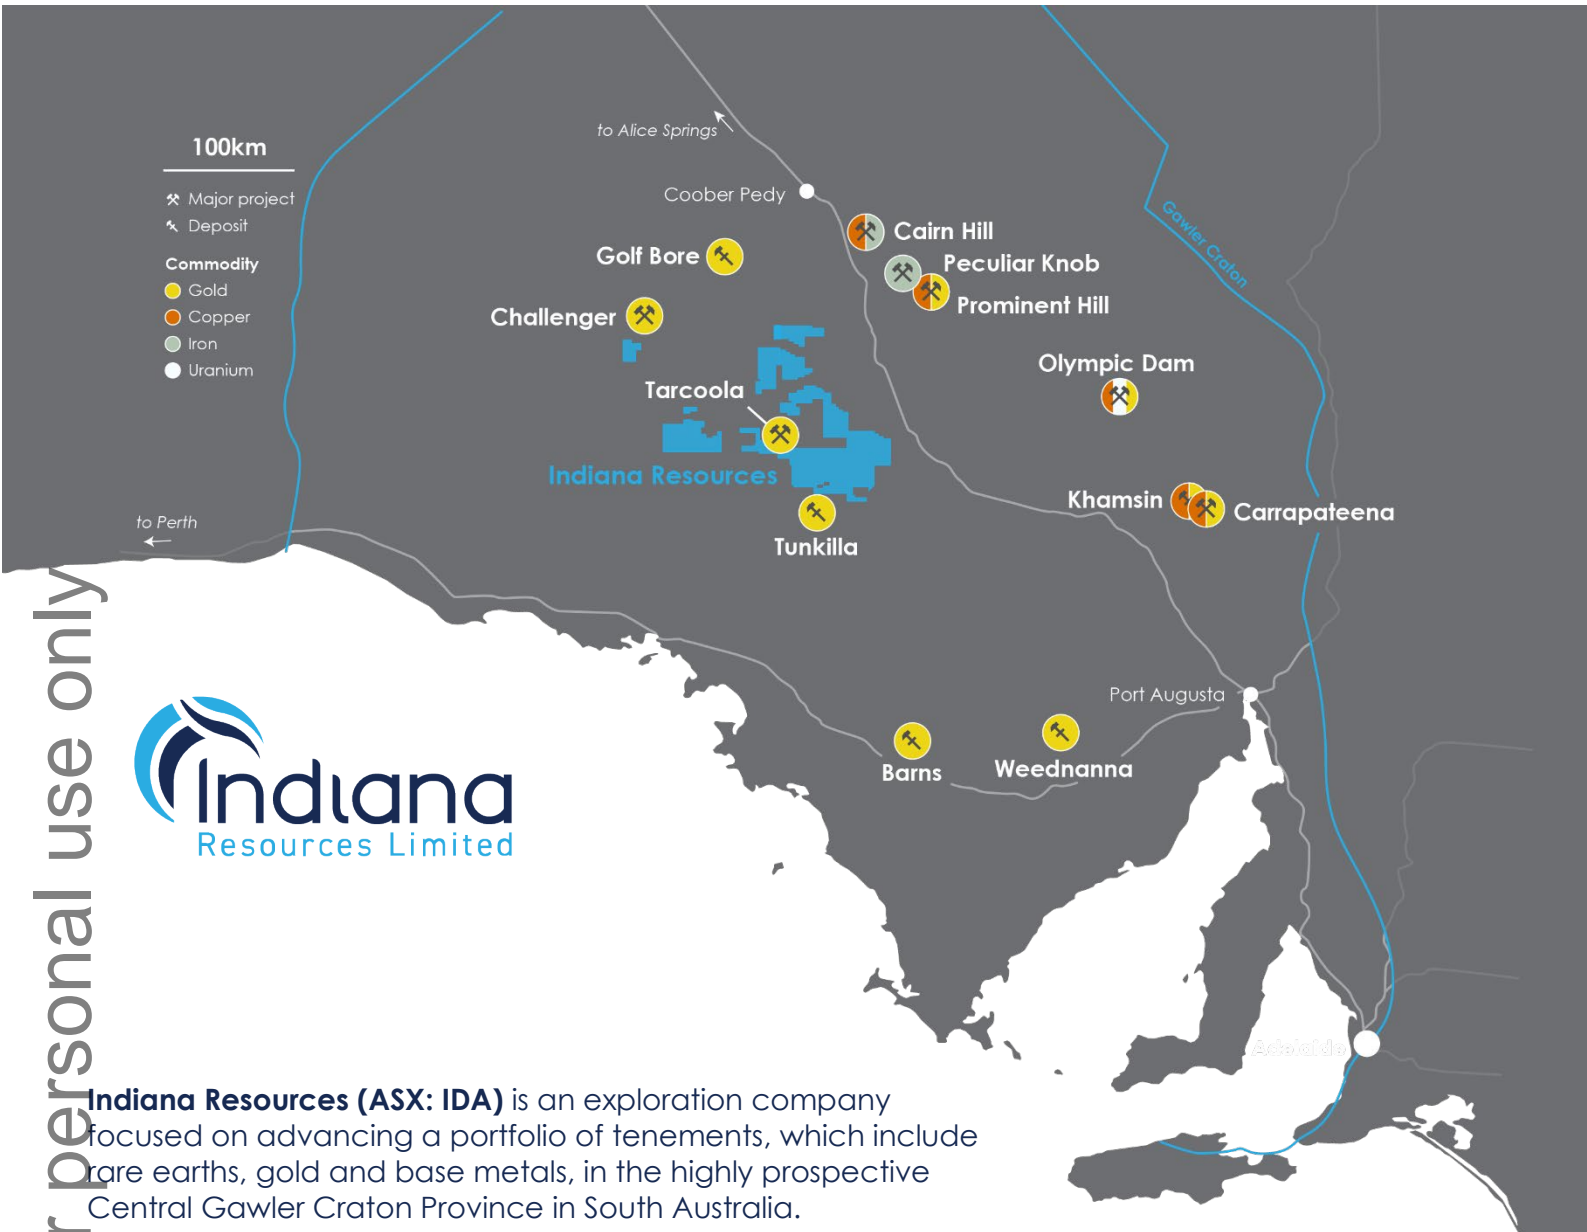 to Alice Springs
100km
Major project
Deposit
Commodity
Gold
Copper
Iron
Uranium
Coober Pedy
Cairn Hill
Golf Bore
Peculiar Knob
Prominent Hill
Challenger
Gawler Craton
Olympic Dam
Tarcoola
Indiana Resources
Khamsin
Carrapateena
to Perth
Tunkilla
Port Augusta
Barns
Weednanna
Adelaide
Indiana
Resources Limited
Indiana Resources (ASX: IDA) is an exploration company
focused on advancing a portfolio of tenements, which include
rare earths, gold and base metals, in the highly prospective
Central Gawler Craton Province in South Australia.
r personal use only